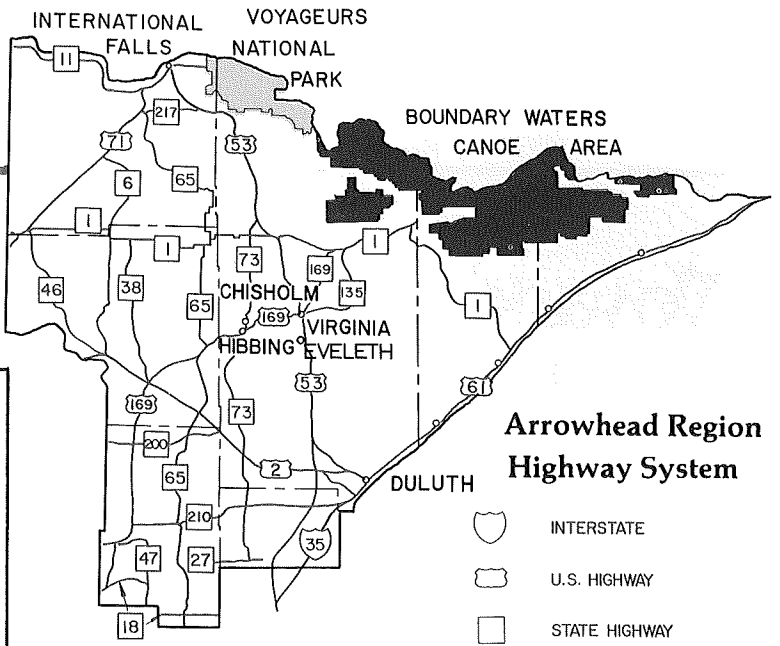 INTERNATIONAL
FALLS
VOYAGEURS
NATIONAL
PARK
11
217
71
53
BOUNDARY WATERS
CANOE AREA
6
65
1
1
1
73
169
135
46
38
65
CHISHOLM
169
VIRGINIA
HIBBING
EVELETH
1
53
61
169
73
200
2
65
DULUTH
210
35
47
27
18
Arrowhead Region
Highway System
INTERSTATE
U.S. HIGHWAY
STATE HIGHWAY